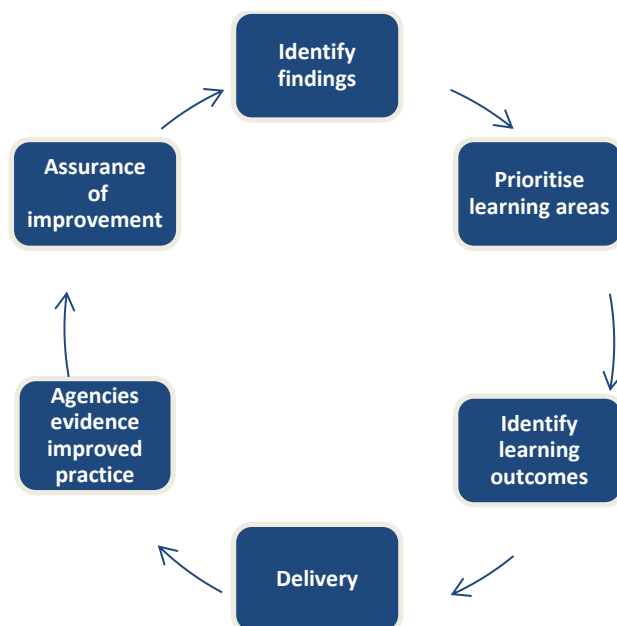 Identify
findings
Prioritise
learning areas
Identify
learning
outcomes
Delivery
Agencies
evidence
improved
practice
Assurance
of
improvement